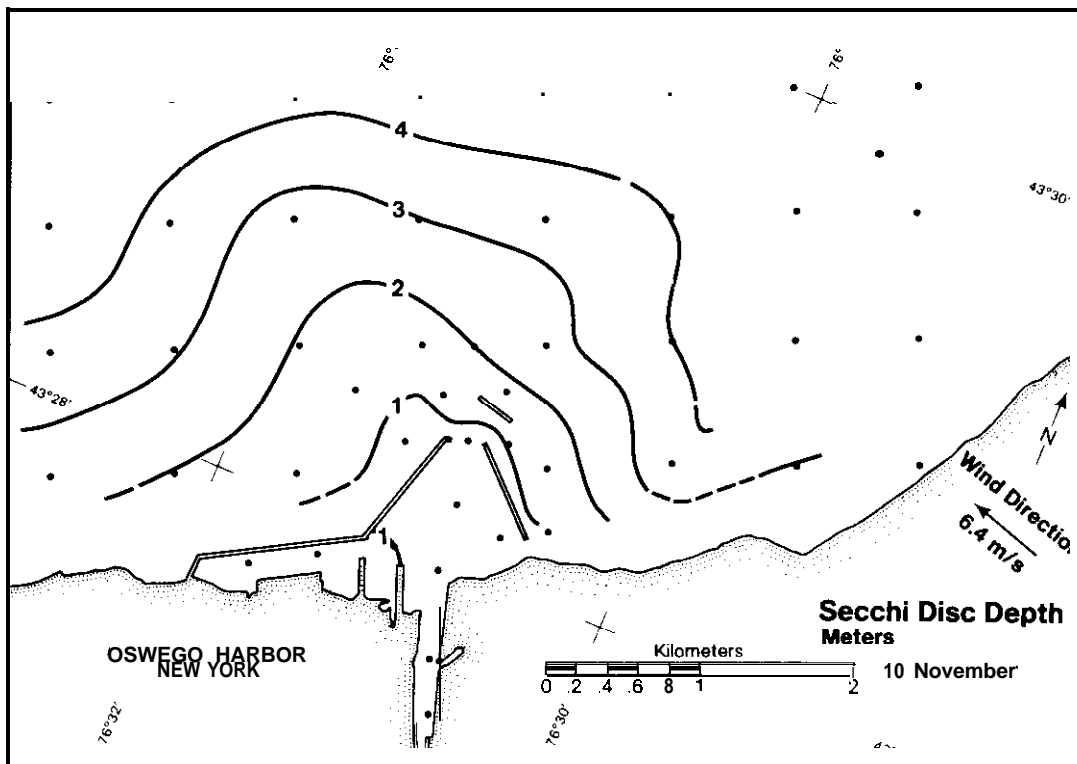 76°
76°
4
43°30'
3
2
43°28'
1
N
Wind Direction
6.4 m/s
1
Secchi Disc Depth
Meters
OSWEGO HARBOR
NEW YORK
Kilometers
0 .2 .4 .6 8 1 2
10 November
76°32'
76°30'